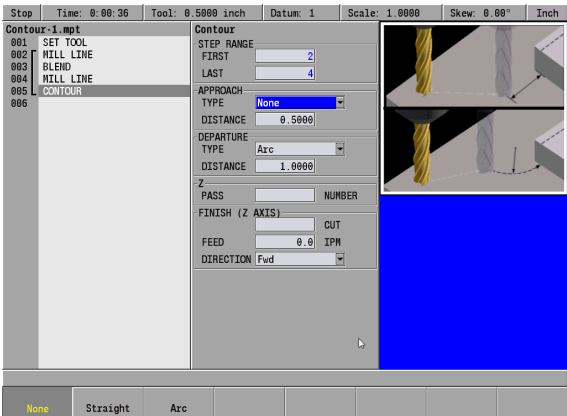 Stop Time: 0:00:36 Tool: 0.5000 inch Datum: 1 Scale: 1.0000 Skew: 0.00° Inch
Contour-1.mpt
001 SET TOOL
002 MILL LINE
003 BLEND
004 MILL LINE
005 CONTOUR
006
Contour
STEP RANGE
FIRST 2
LAST 4
APPROACH
TYPE None
DISTANCE 0.5000
DEPARTURE
TYPE Arc
DISTANCE 1.0000
Z
PASS NUMBER
FINISH (Z AXIS)
CUT
FEED 0.0 IPM
DIRECTION Fwd
None Straight Arc